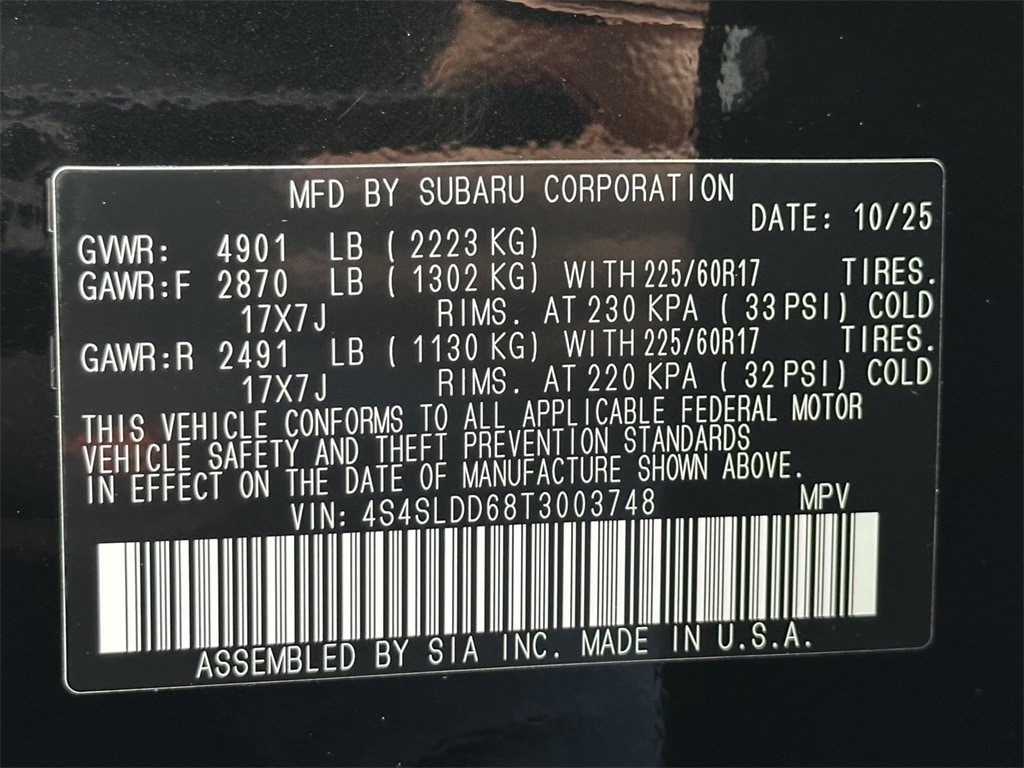 MFD BY SUBARU CORPORATION
DATE: 10/25
GVWR: 4901 LB ( 2223 KG)
GAWR:F 2870 LB ( 1302 KG) WITH 225/60R17 TIRES.
17X7J RIMS. AT 230 KPA ( 33 PSI) COLD
GAWR:R 2491 LB ( 1130 KG) WITH 225/60R17 TIRES.
17X7J RIMS. AT 220 KPA ( 32 PSI) COLD
THIS VEHICLE CONFORMS TO ALL APPLICABLE FEDERAL MOTOR
VEHICLE SAFETY AND THEFT PREVENTION STANDARDS
IN EFFECT ON THE DATE OF MANUFACTURE SHOWN ABOVE.
VIN: 4S4SLDD68T3003748 MPV
ASSEMBLED BY SIA INC. MADE IN U.S.A.